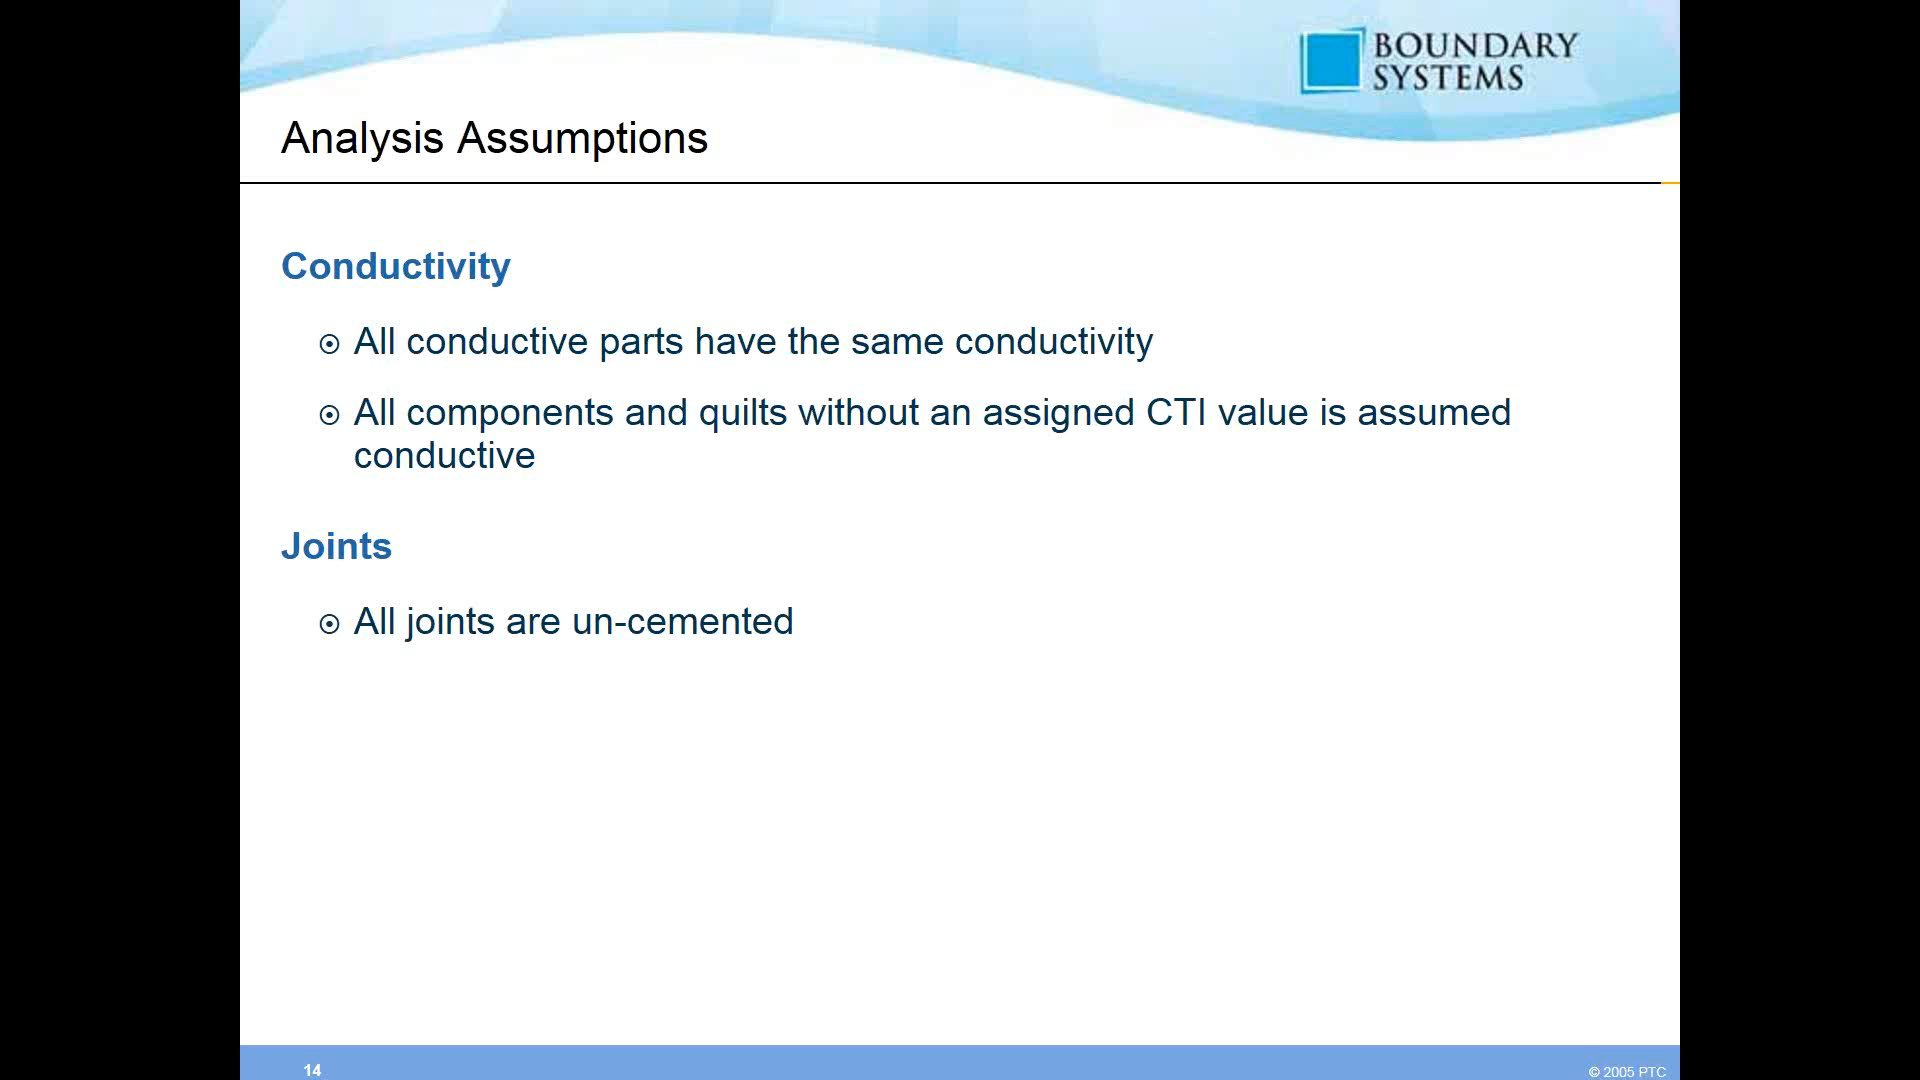 BOUNDARY
SYSTEMS
Analysis Assumptions
Conductivity
All conductive parts have the same conductivity
All components and quilts without an assigned CTI value is assumed
conductive
Joints
All joints are un-cemented
14
© 2005 PTC